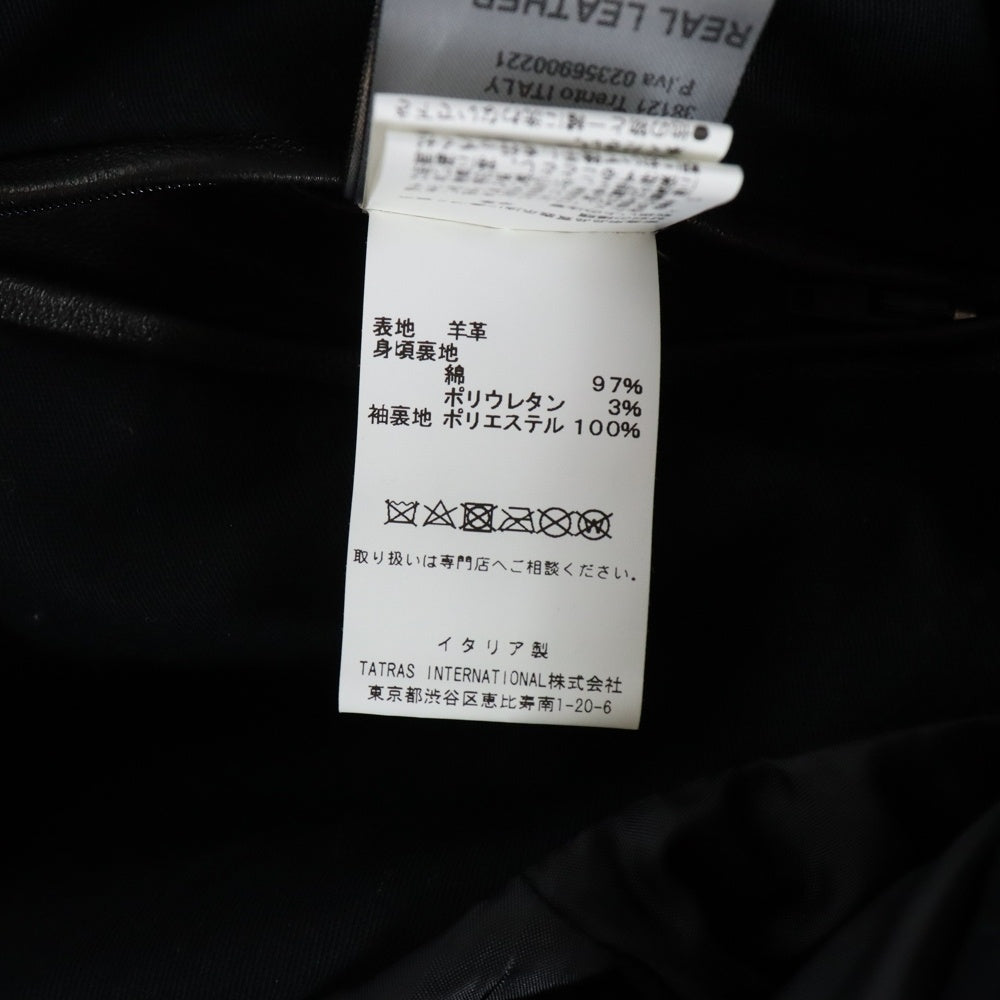 REAL LEATHER
P.Iva 02356900221
38121 Trento ITALY
表地 羊革
身頃裏地
綿 97%
ポリウレタン 3%
袖裏地 ポリエステル 100%
取り扱いは専門店へご相談ください。
イタリア製
TATRAS INTERNATIONAL株式会社
東京都渋谷区恵比寿南1-20-6